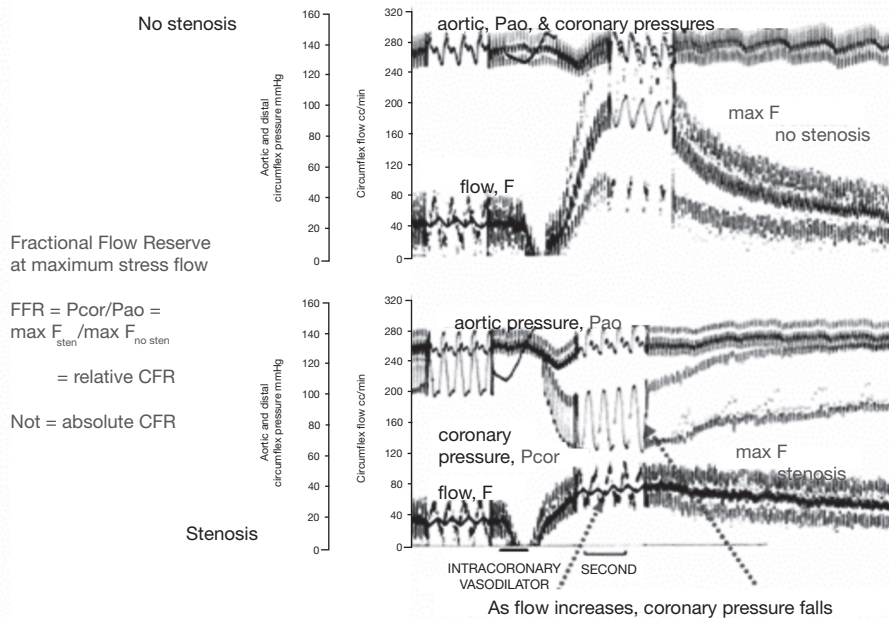 No stenosis
Aortic and distal
circumflex pressure mmHg
160
140
120
100
80
60
40
20
0
Circumflex flow cc/min
320
280
240
200
160
120
80
40
0
aortic, Pao, & coronary pressures
flow, F
max F
no stenosis
Fractional Flow Reserve
at maximum stress flow
FFR = Pcor/Pao =
max F sten/max F no sten
= relative CFR
Not = absolute CFR
Stenosis
Aortic and distal
circumflex pressure mmHg
160
140
120
100
80
60
40
20
0
Circumflex flow cc/min
320
280
240
200
160
120
80
40
0
aortic pressure, Pao
coronary
pressure, Pcor
flow, F
max F
stenosis
INTRACORONARY
VASODILATOR
SECOND
As flow increases, coronary pressure falls